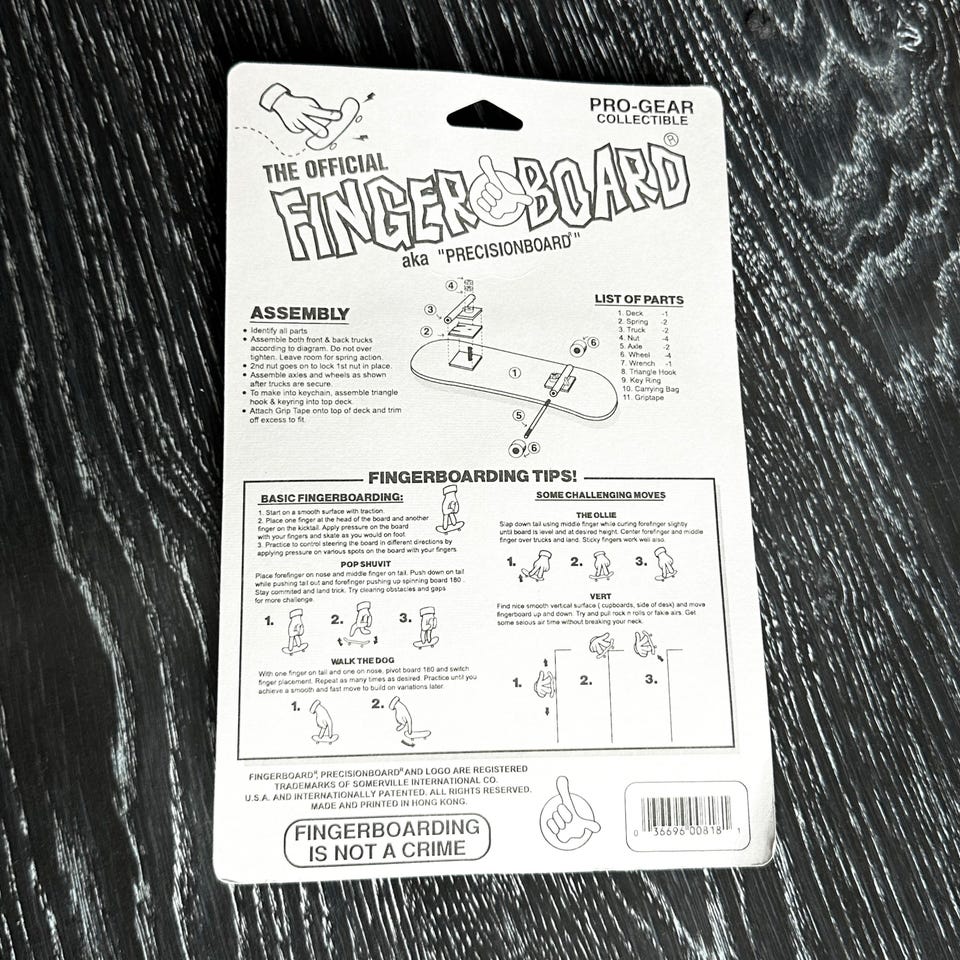 PRO-GEAR
COLLECTIBLE
THE OFFICIAL
FINGERBOARD®
aka "PRECISIONBOARD®"
ASSEMBLY
• Identify all parts
• Assemble both front & back trucks
according to diagram. Do not over
tighten. Leave room for spring action.
• 2nd nut goes on to lock 1st nut in place.
• Assemble axles and wheels as shown
after trucks are secure.
• To make into keychain, assemble triangle
hook & keyring into top deck.
• Attach Grip Tape onto top of deck and trim
off excess to fit.
4
3
2
1
6
5
6
LIST OF PARTS
1. Deck -1
2. Spring -2
3. Truck -2
4. Nut -4
5. Axle -2
6. Wheel -4
7. Wrench -1
8. Triangle Hook
9. Key Ring
10. Carrying Bag
11. Griptape
FINGERBOARDING TIPS!
BASIC FINGERBOARDING:
1. Start on a smooth surface with traction.
2. Place one finger at the head of the board and another
finger on the kicktail. Apply pressure on the board
with your fingers and skate as you would on foot.
3. Practice to control steering the board in different directions by
applying pressure on various spots on the board with your fingers
POP SHUVIT
Place forefinger on nose and middle finger on tail. Push down on tail
while pushing tail out and forefinger pushing up spinning board 180.
Stay commited and land trick. Try clearing obstacles and gaps
for more challenge.
1. 2. 3.
WALK THE DOG
With one finger on tail and one on nose, pivot board 180 and switch
finger placement. Repeat as many times as desired. Practice until you
achieve a smooth and fast move to build on variations later.
1. 2.
SOME CHALLENGING MOVES
THE OLLIE
Slap down tail using middle finger while curling forefinger slightly
until board is level and at desired height. Center forefinger and middle
finger over trucks and land. Sticky fingers work well also.
1. 2. 3.
VERT
Find nice smooth vertical surface ( cupboards, side of desk) and move
fingerboard up and down. Try and pull rock n rolls or fakie airs. Get
some seious air time without breaking your neck.
1. 2. 3.
FINGERBOARD®, PRECISIONBOARD® AND LOGO ARE REGISTERED
TRADEMARKS OF SOMERVILLE INTERNATIONAL CO.
U.S.A. AND INTERNATIONALLY PATENTED. ALL RIGHTS RESERVED.
MADE AND PRINTED IN HONG KONG.
FINGERBOARDING
IS NOT A CRIME
0 36696 00818 1